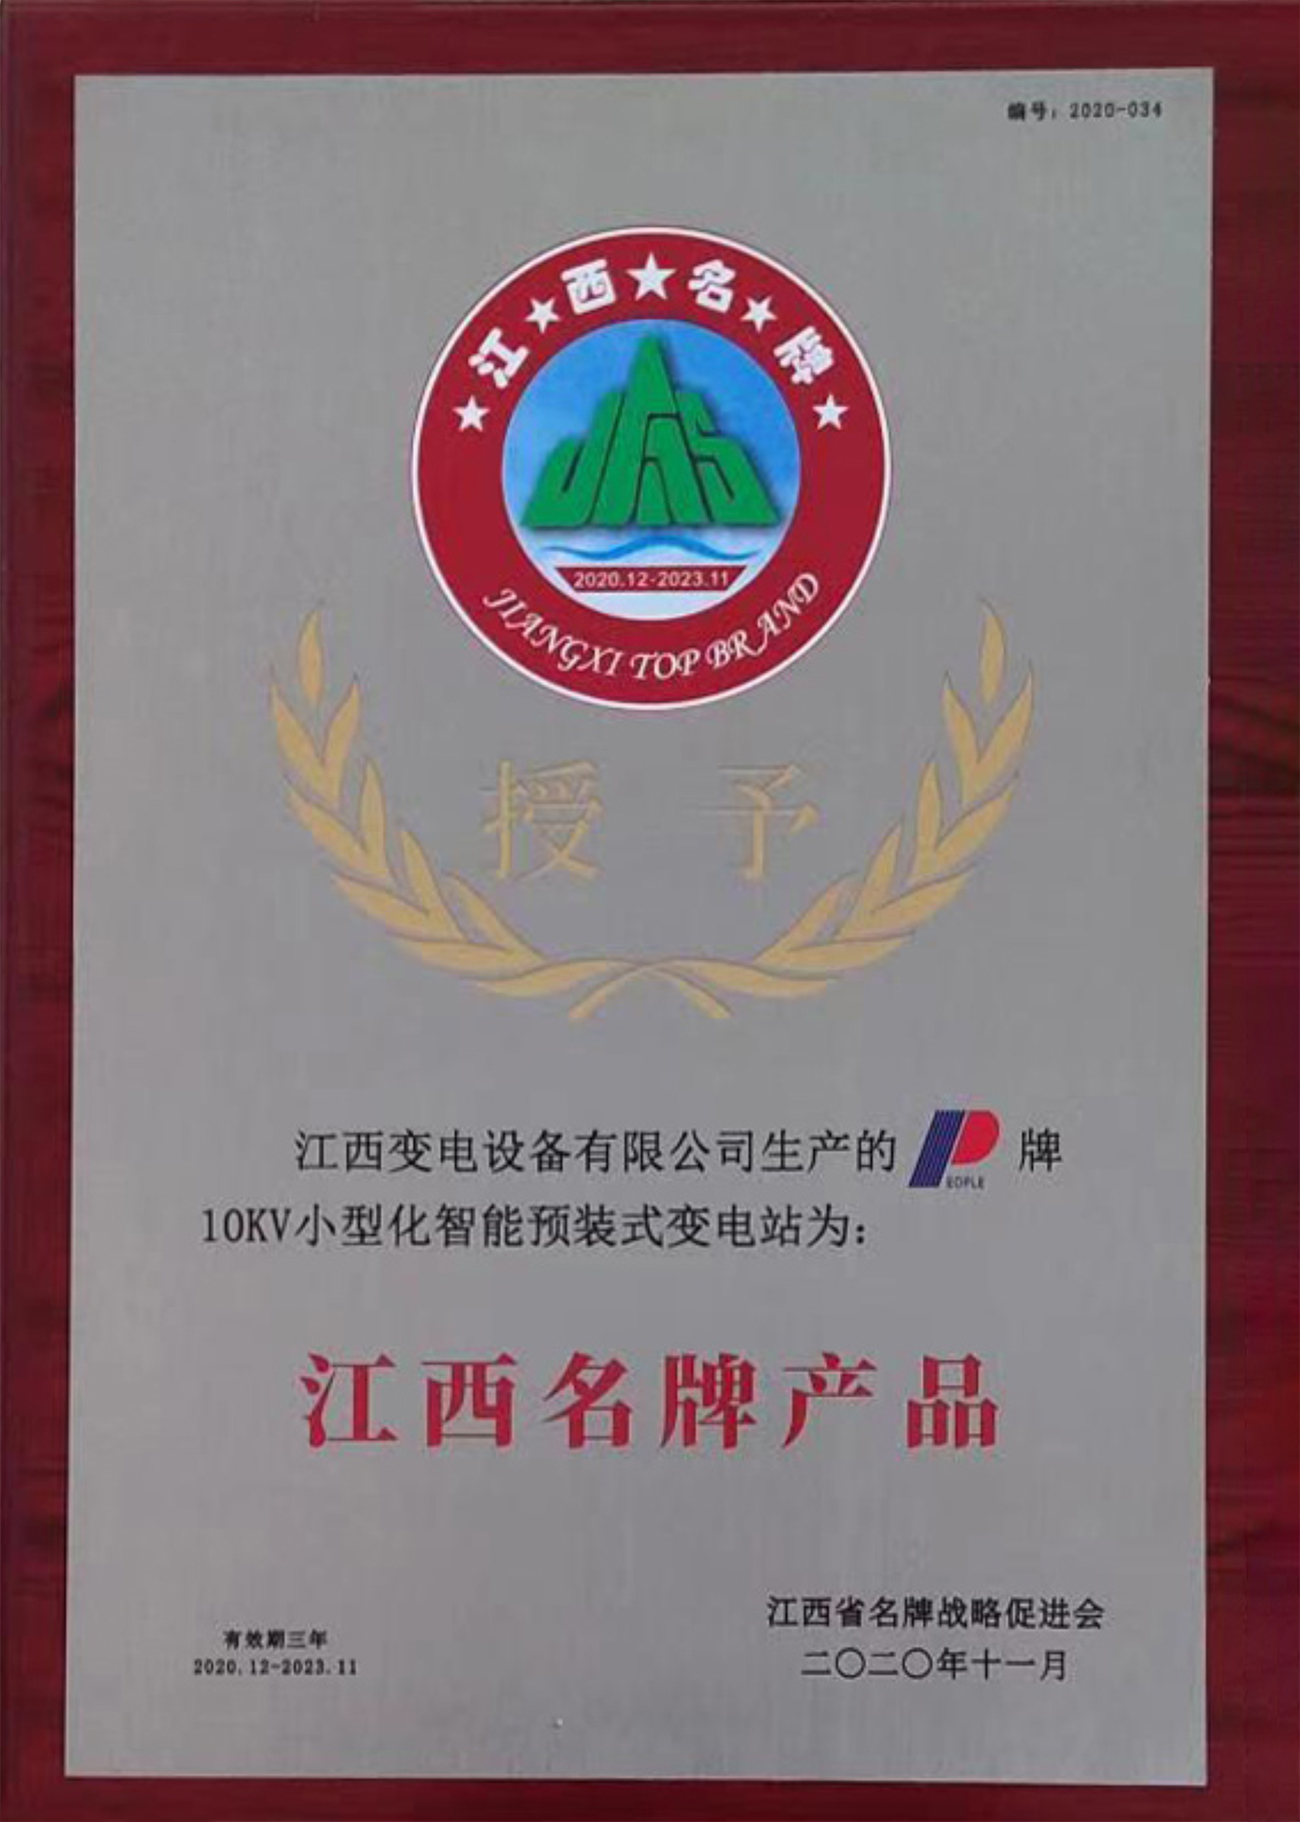 编号：2020-034
江西名牌
2020.12-2023.11
JIANGXI TOP BRAND
授予
江西变电设备有限公司生产的 PEOPLE 牌
10KV小型化智能预装式变电站为：
江西名牌产品
江西省名牌战略促进会
有效期三年
二〇二〇年十一月
2020.12-2023.11